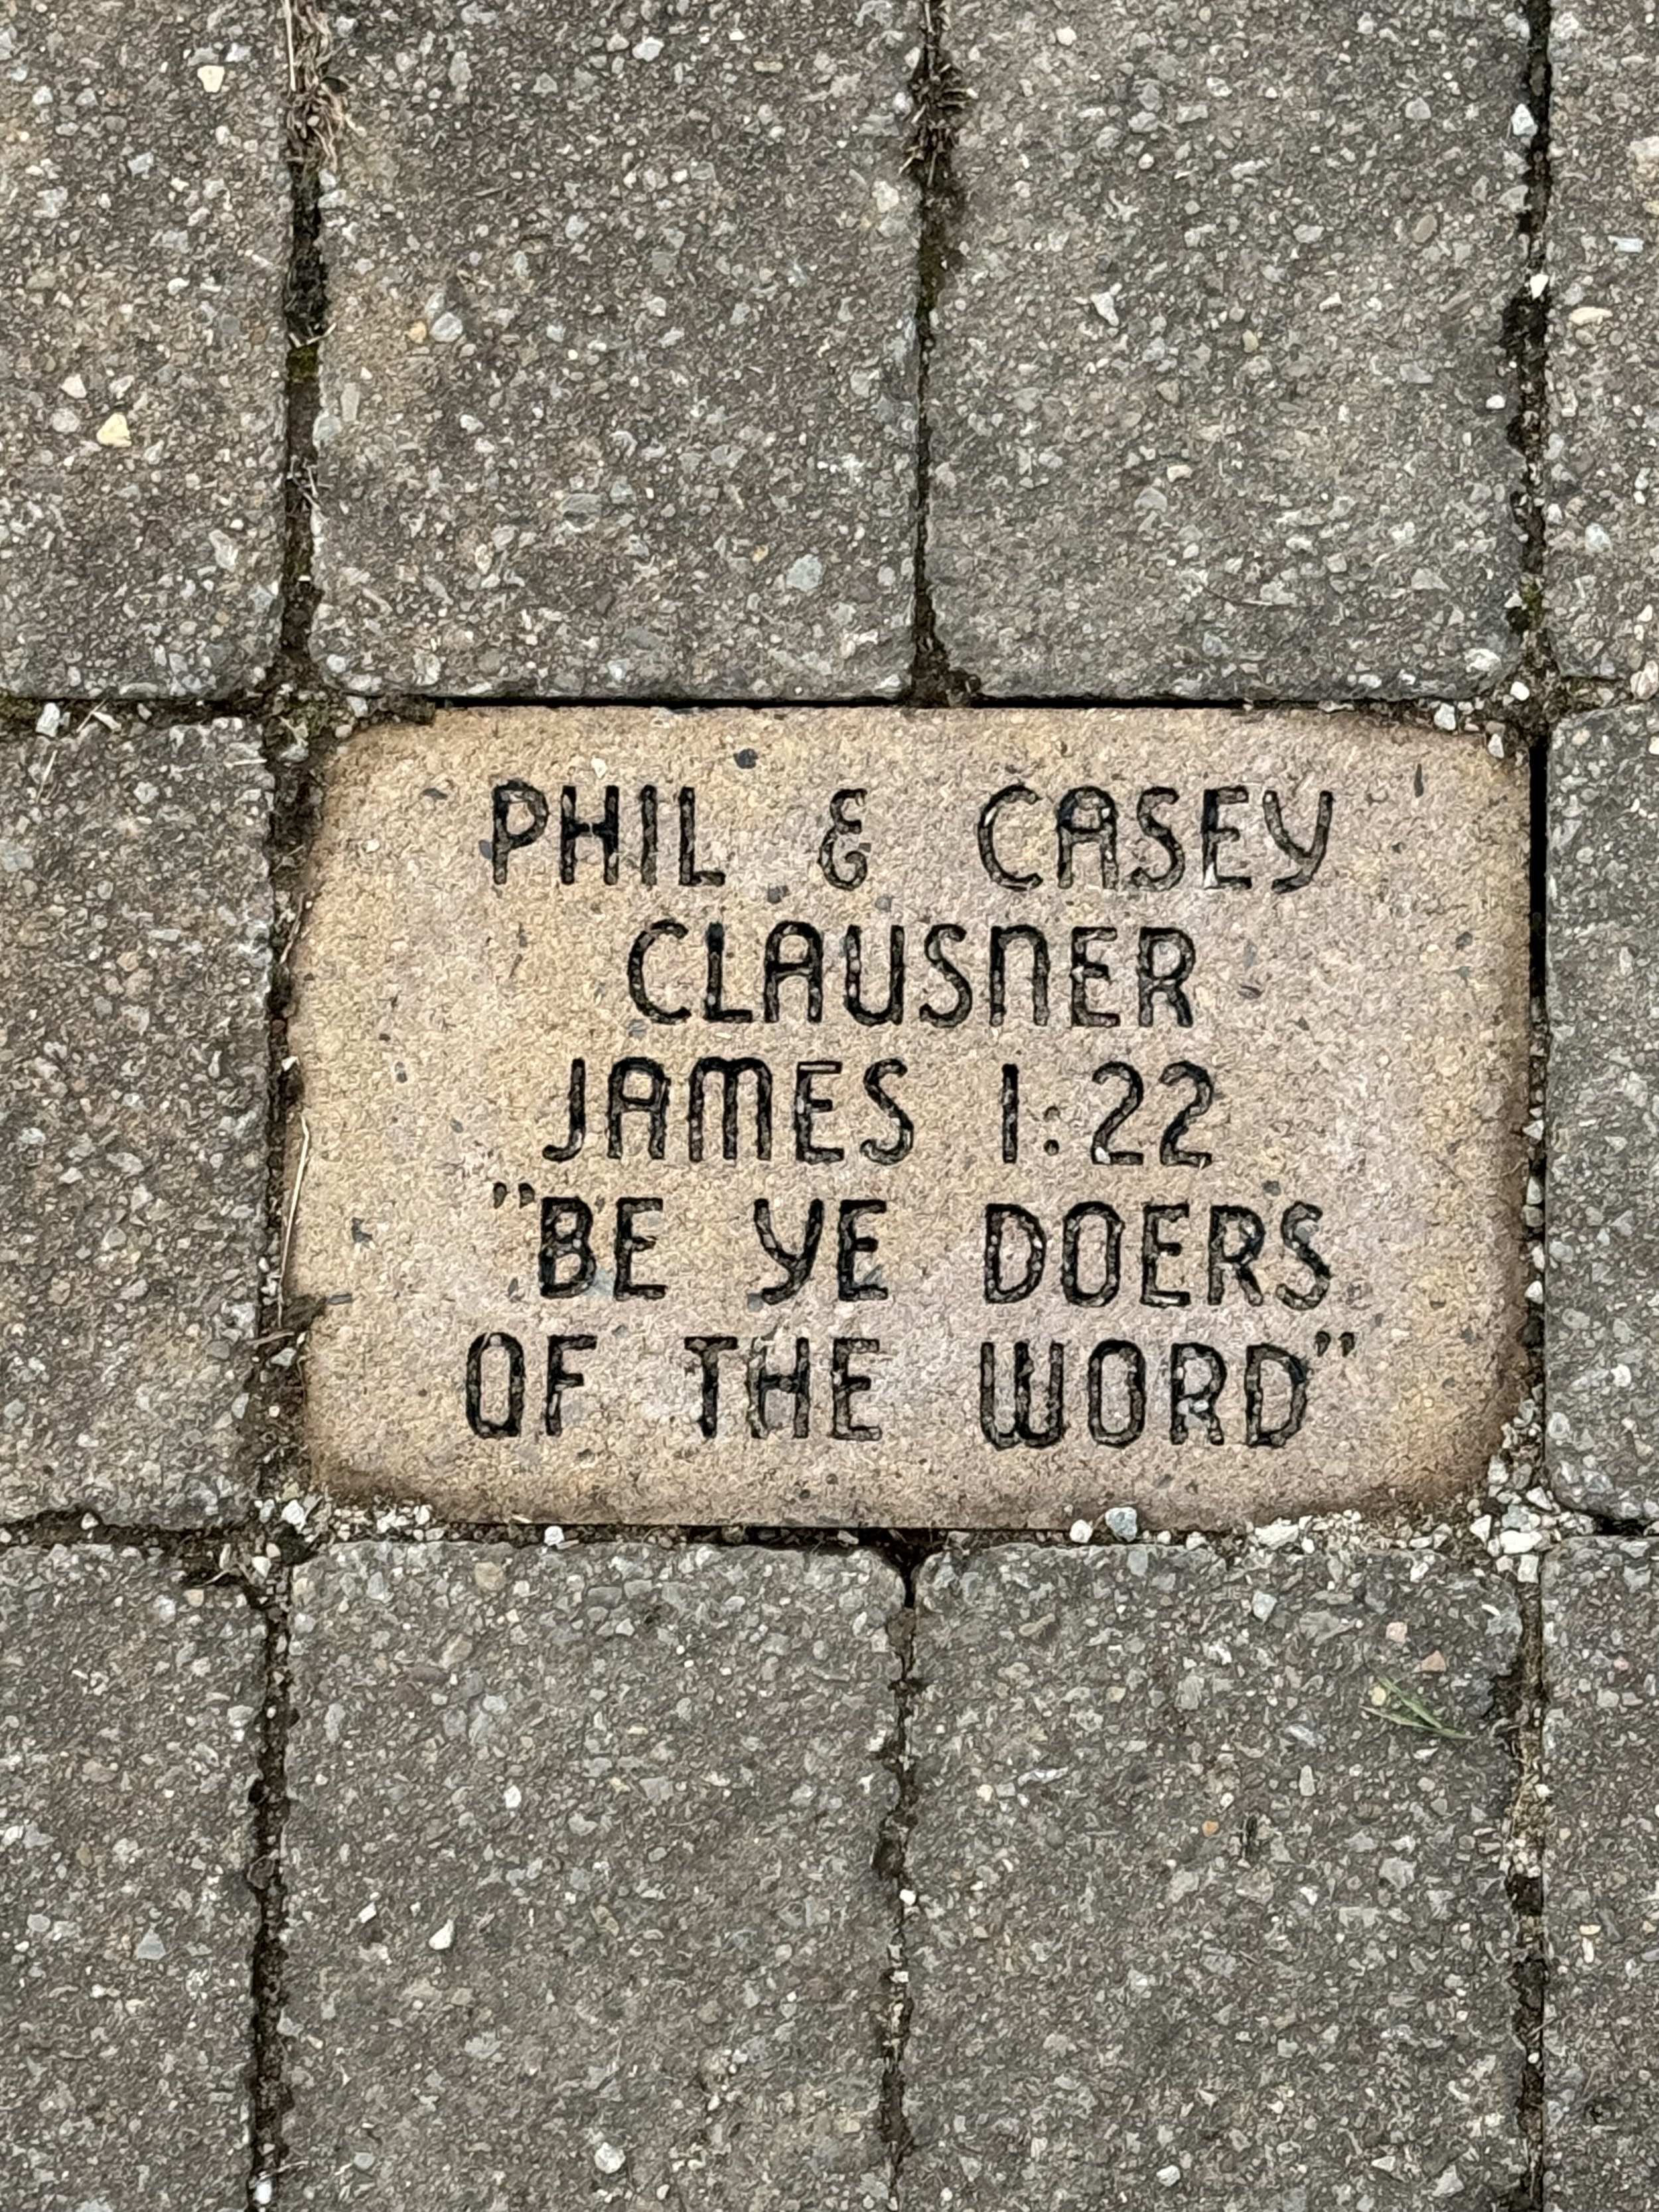 PHIL & CASEY
CLAUSNER
JAMES 1:22
"BE YE DOERS
OF THE WORD"